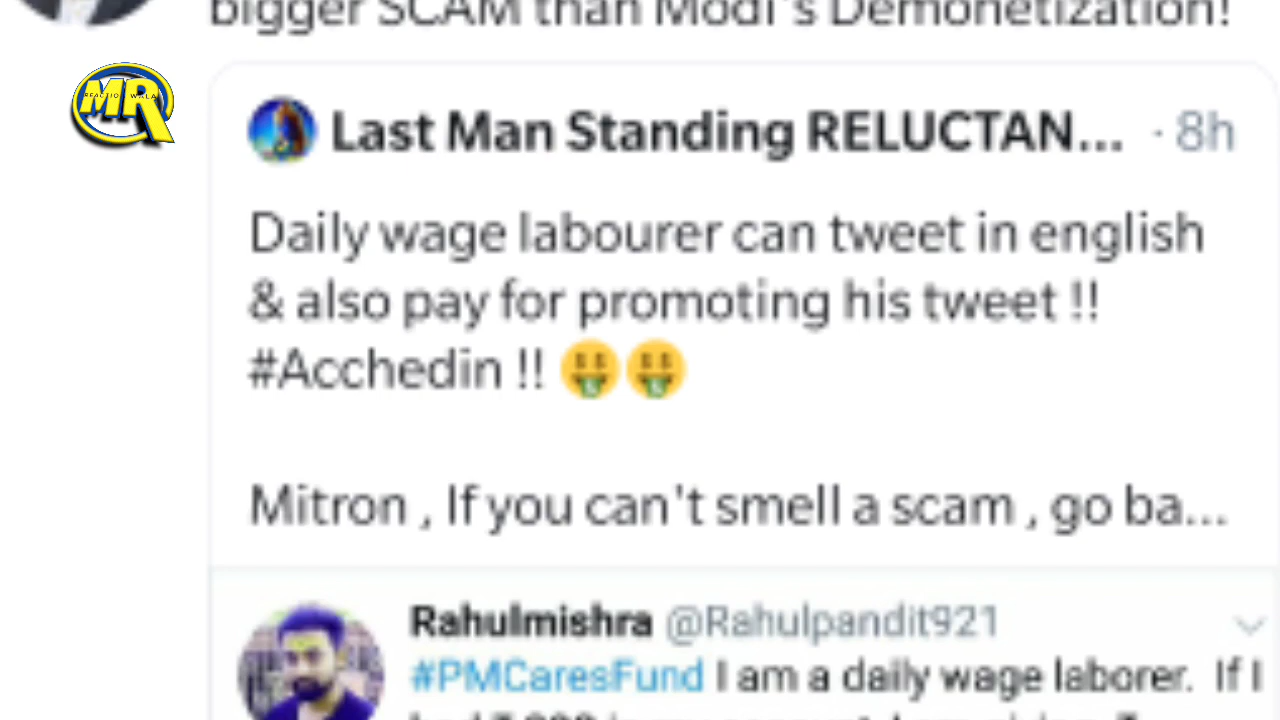 bigger SCAM than Modi's Demonetization!
MR
REACTION WALA
Last Man Standing RELUCTAN... · 8h
Daily wage labourer can tweet in english
& also pay for promoting his tweet !!
#Acchedin !! 🤑🤑
Mitron , If you can't smell a scam , go ba...
Rahulmishra @Rahulpandit921
#PMCaresFund I am a daily wage laborer. If I